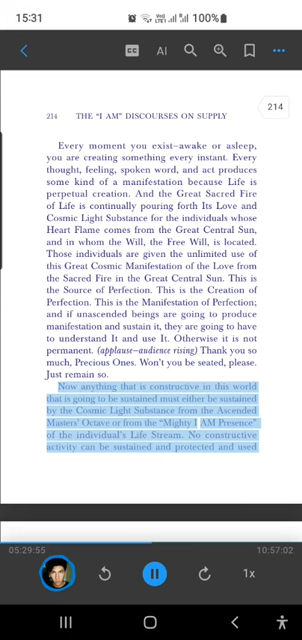 15:31
100%
CC
AI
214
214 THE "I AM" DISCOURSES ON SUPPLY
Every moment you exist—awake or asleep,
you are creating something every instant. Every
thought, feeling, spoken word, and act produces
some kind of a manifestation because Life is
perpetual creation. And the Great Sacred Fire
of Life is continually pouring forth Its Love and
Cosmic Light Substance for the individuals whose
Heart Flame comes from the Great Central Sun,
and in whom the Will, the Free Will, is located.
Those individuals are given the unlimited use of
this Great Cosmic Manifestation of the Love from
the Sacred Fire in the Great Central Sun. This is
the Source of Perfection. This is the Creation of
Perfection. This is the Manifestation of Perfection;
and if unascended beings are going to produce
manifestation and sustain it, they are going to have
to understand It and use It. Otherwise it is not
permanent. (applause—audience rising) Thank you so
much, Precious Ones. Won't you be seated, please.
Just remain so.
Now anything that is constructive in this world
that is going to be sustained must either be sustained
by the Cosmic Light Substance from the Ascended
Masters' Octave or from the "Mighty I AM Presence"
of the individual's Life Stream. No constructive
activity can be sustained and protected and used
05:29:55
10:57:02
1x